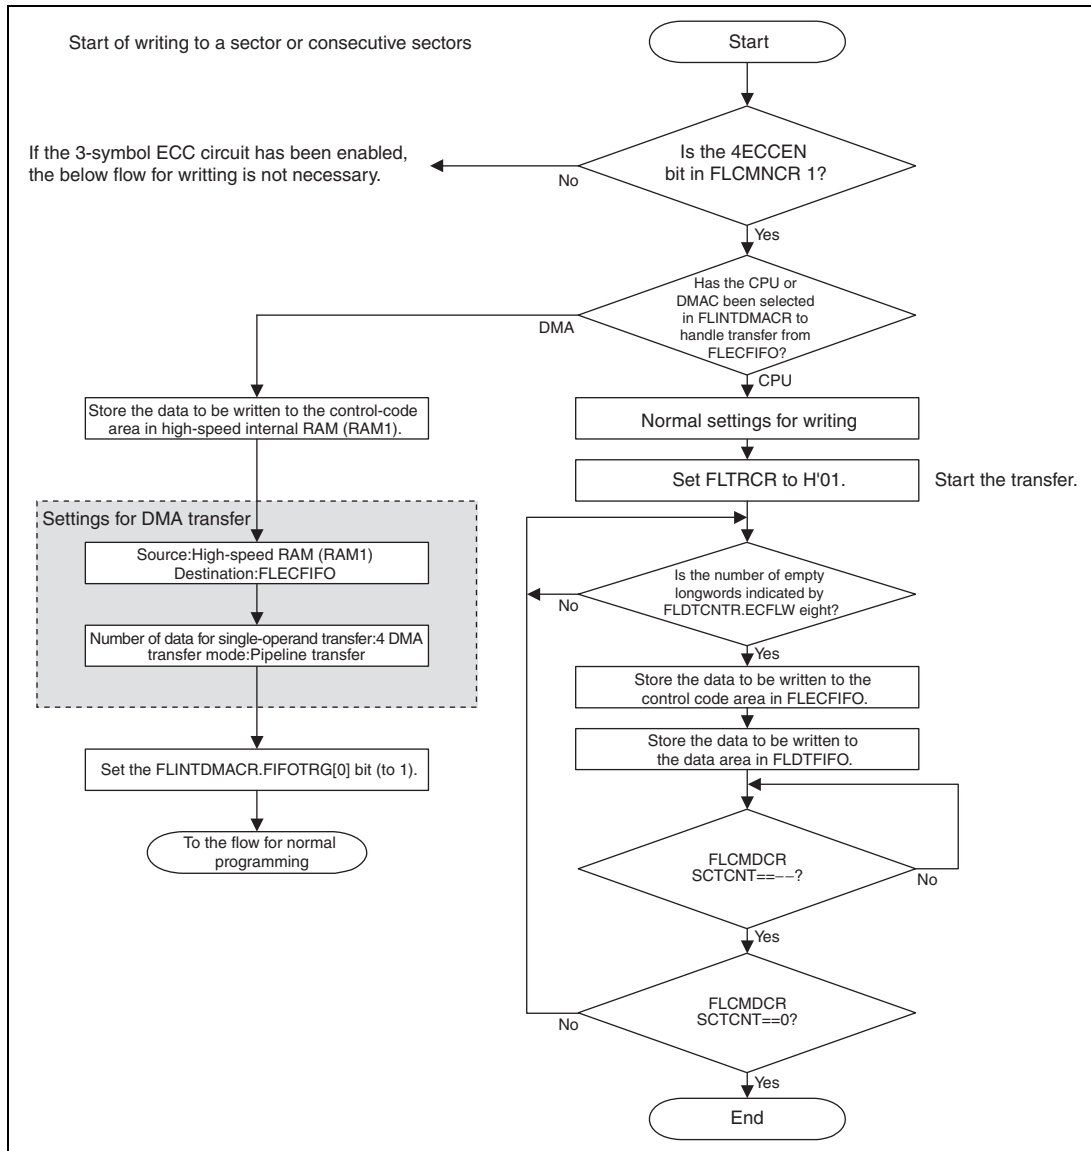 Start of writing to a sector or consecutive sectors
Start
If the 3-symbol ECC circuit has been enabled,
the below flow for writting is not necessary.
Is the 4ECCEN
bit in FLCMNCR 1?
No
Yes
Has the CPU or
DMAC been selected
in FLINTDMACR to
handle transfer from
FLECFIFO?
DMA
CPU
Store the data to be written to the control-code
area in high-speed internal RAM (RAM1).
Normal settings for writing
Set FLTRCR to H'01.
Start the transfer.
Settings for DMA transfer
Source:High-speed RAM (RAM1)
Destination:FLECFIFO
Is the number of empty
longwords indicated by
FLDTCNTR.ECFLW eight?
No
Yes
Number of data for single-operand transfer:4 DMA
transfer mode:Pipeline transfer
Store the data to be written to the
control code area in FLECFIFO.
Store the data to be written to
the data area in FLDTFIFO.
Set the FLINTDMACR.FIFOTRG[0] bit (to 1).
To the flow for normal
programming
FLCMDCR
SCTCNT==−−?
No
Yes
FLCMDCR
SCTCNT==0?
No
Yes
End